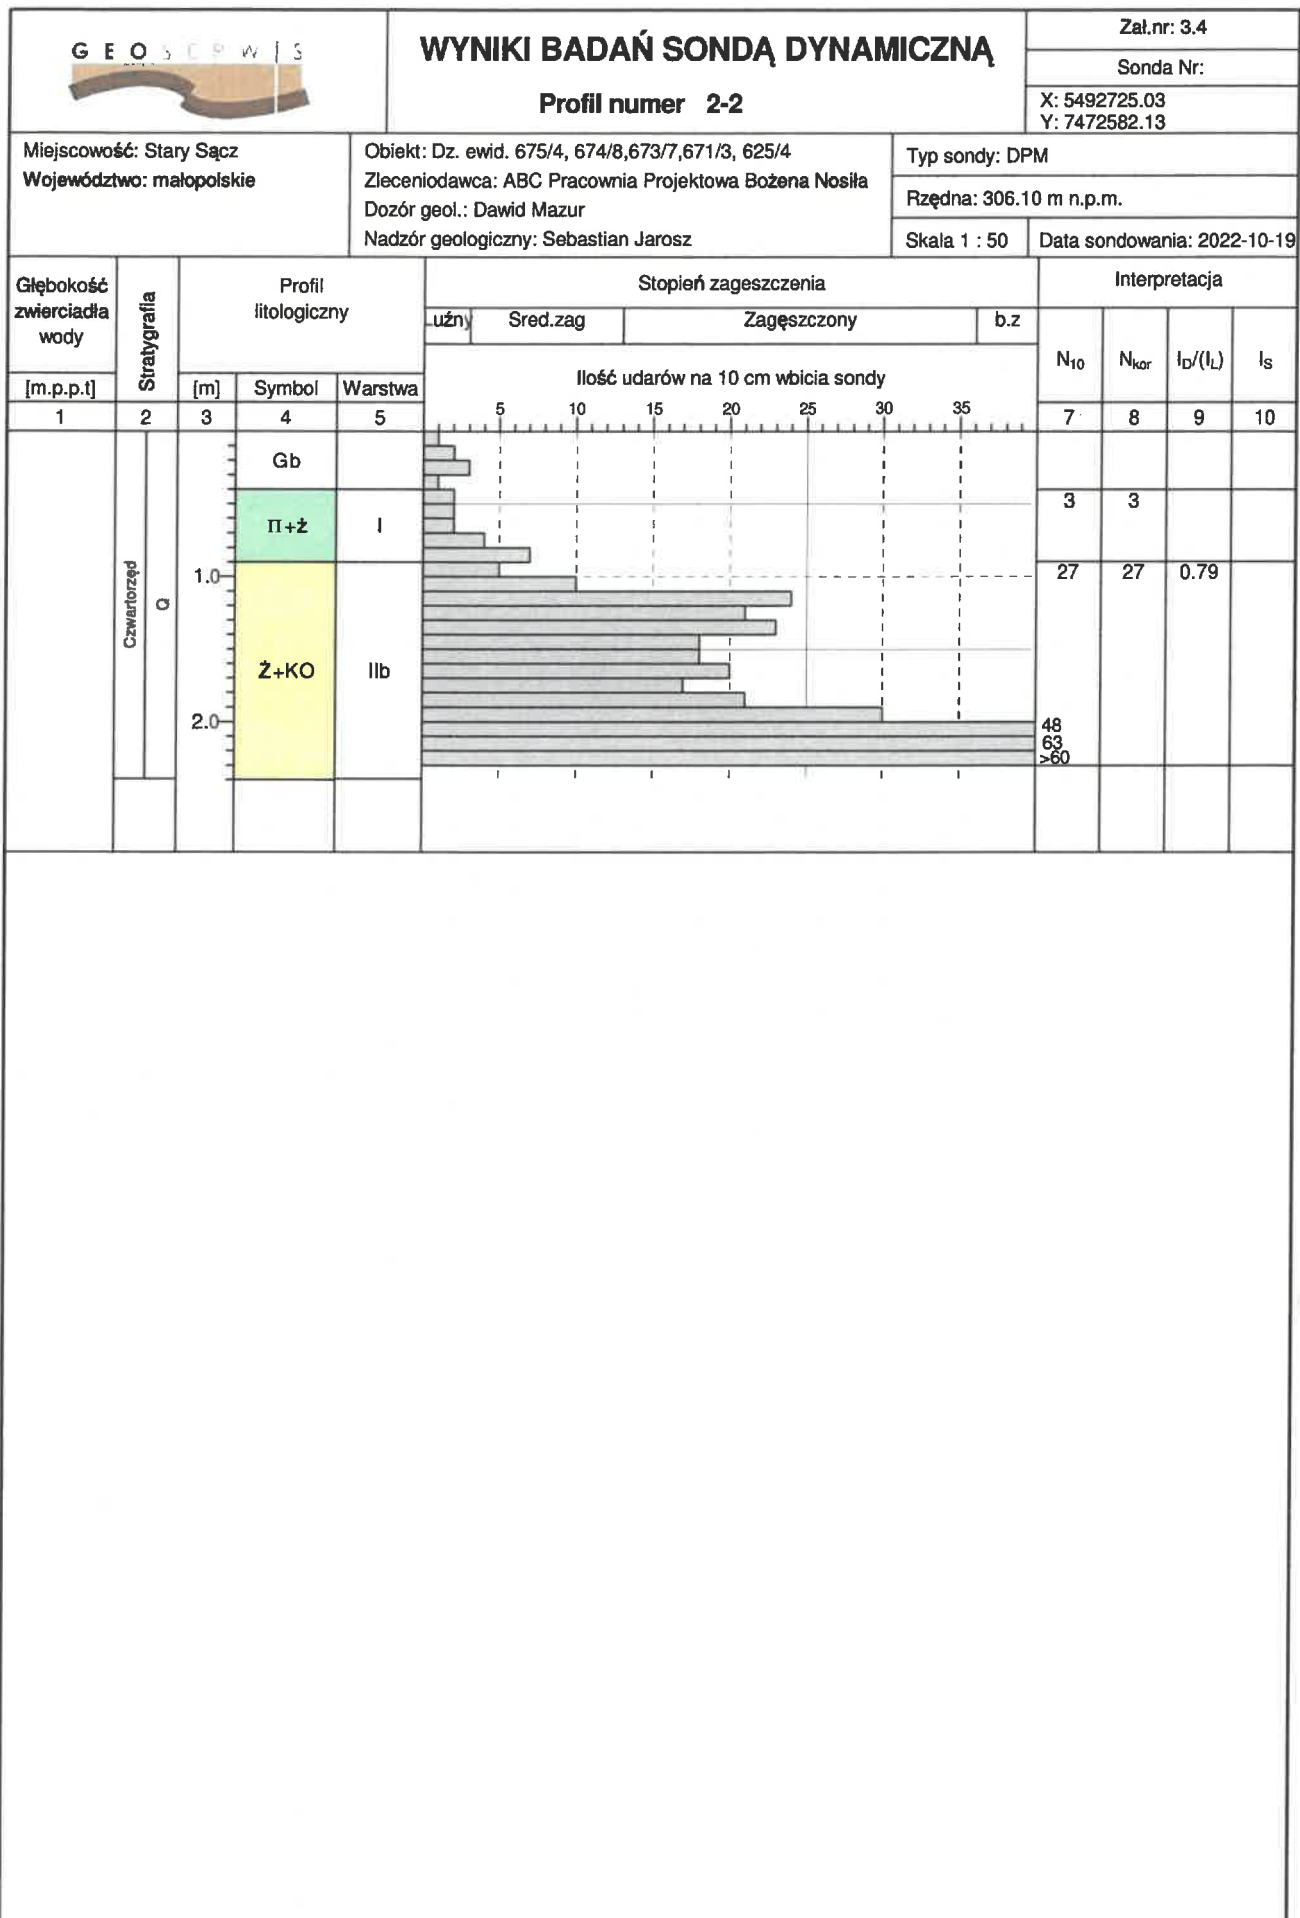 GEOSERWIS
WYNIKI BADAŃ SONDĄ DYNAMICZNĄ
Profil numer 2-2
Zał.nr: 3.4
Sonda Nr:
X: 5492725.03
Y: 7472582.13
Miejscowość: Stary Sącz
Województwo: małopolskie
Obiekt: Dz. ewid. 675/4, 674/8,673/7,671/3, 625/4
Zleceniodawca: ABC Pracownia Projektowa Bożena Nosiła
Dozór geol.: Dawid Mazur
Nadzór geologiczny: Sebastian Jarosz
Typ sondy: DPM
Rzędna: 306.10 m n.p.m.
Skala 1 : 50
Data sondowania: 2022-10-19
Głębokość
zwierciadła
wody
[m.p.p.t]
Stratygrafia
Profil
litologiczny
[m] Symbol Warstwa
Stopień zageszczenia
Luźny Sred.zag Zagęszczony b.z
Ilość udarów na 10 cm wbicia sondy
5 10 15 20 25 30 35
Interpretacja
N10 Nkor ID/(IL) IS
1 2 3 4 5 7 8 9 10
Gb
Π+ż I 3 3
1.0 27 27 0.79
Czwartorzęd
Q
Ż+KO IIb
2.0
48
63
>60